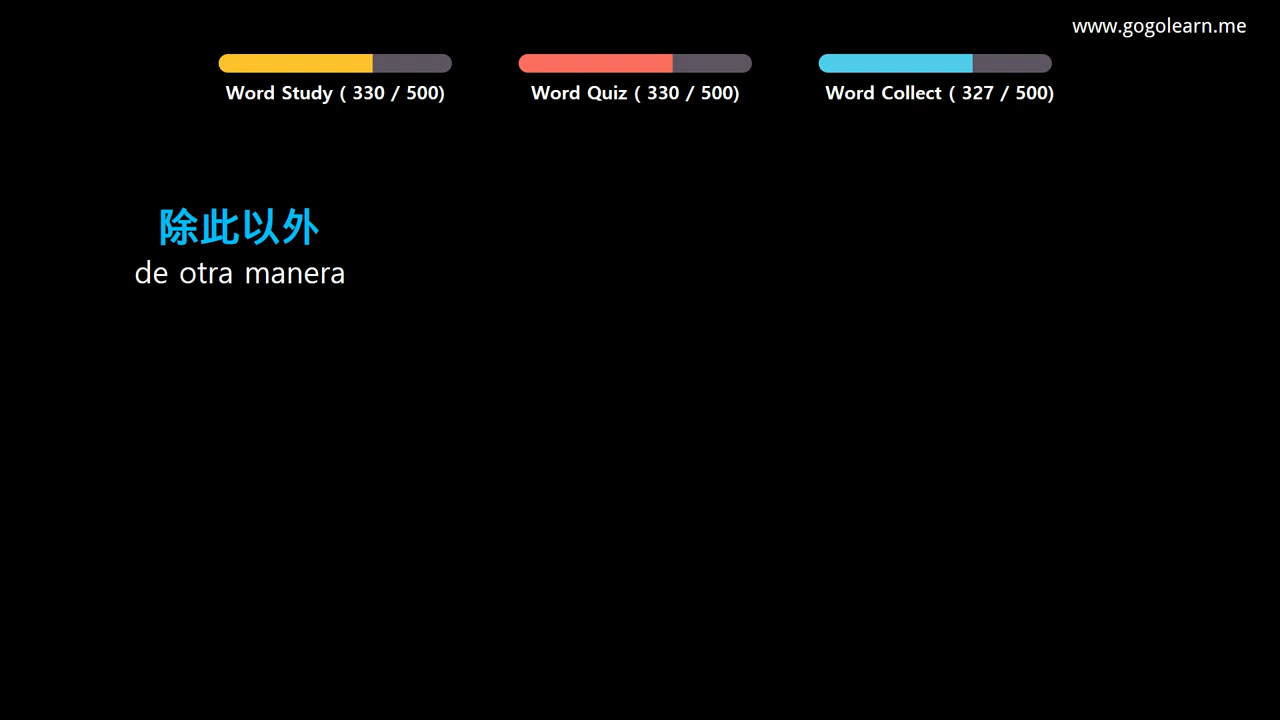 www.gogolearn.me
Word Study ( 330 / 500)
Word Quiz ( 330 / 500)
Word Collect ( 327 / 500)
除此以外
de otra manera